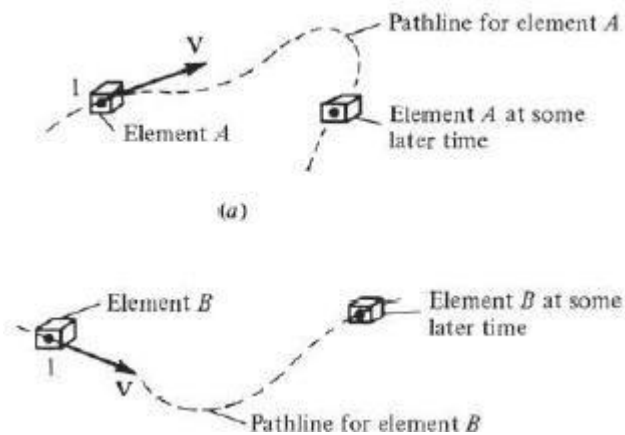 Pathline for element A
V
1
Element A
Element A at some
later time
(a)
Element B
Element B at some
later time
1
V
Pathline for element B